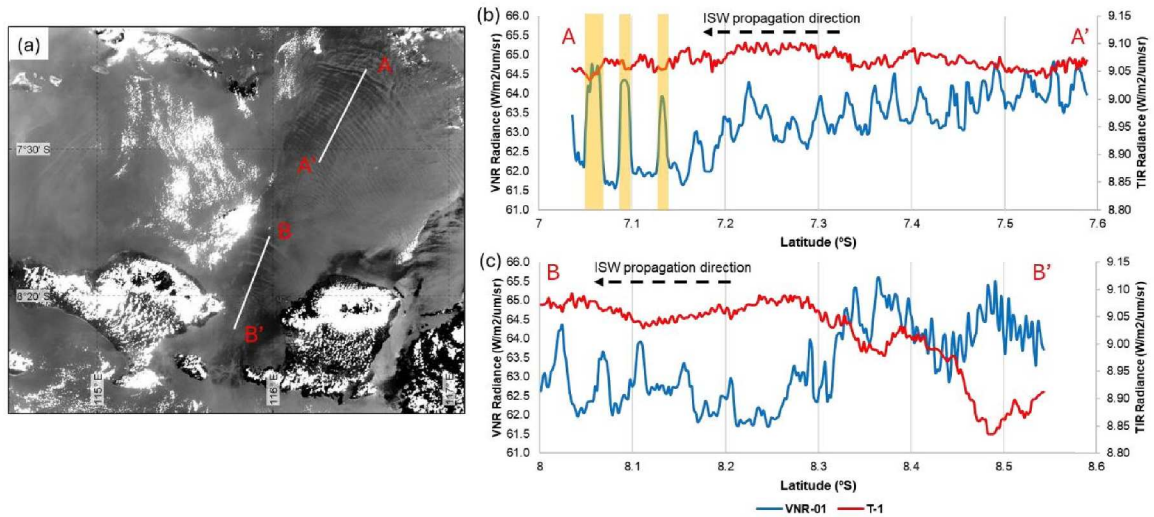 (a)
A
A'
B
B'
7°30' S
8°20' S
115°E
116°E
117°E
(b)
VNR Radiance (W/m2/um/sr)
66.0
65.5
65.0
64.5
64.0
63.5
63.0
62.5
62.0
61.5
61.0
A
ISW propagation direction
A'
9.15
9.10
9.05
9.00
8.95
8.90
8.85
8.80
TIR Radiance (W/m2/um/sr)
7 7.1 7.2 7.3 7.4 7.5 7.6
Latitude (°S)
(c)
VNR Radiance (W/m2/um/sr)
66.0
65.5
65.0
64.5
64.0
63.5
63.0
62.5
62.0
61.5
61.0
B
ISW propagation direction
B'
9.15
9.10
9.05
9.00
8.95
8.90
8.85
8.80
TIR Radiance (W/m2/um/sr)
8 8.1 8.2 8.3 8.4 8.5 8.6
Latitude (°S)
VNR-01 T-1